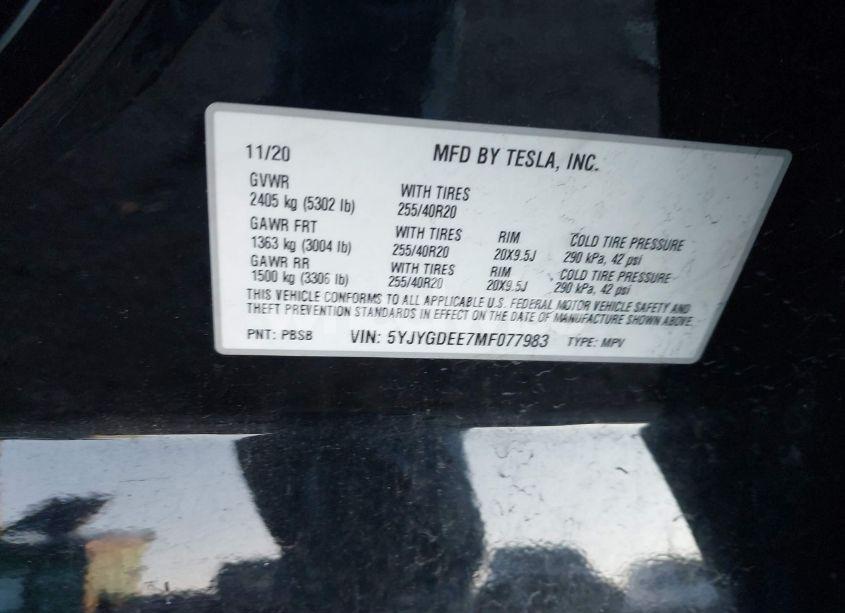 11/20 MFD BY TESLA, INC.
GVWR
2405 kg (5302 lb) WITH TIRES 255/40R20
GAWR FRT
1363 kg (3004 lb) WITH TIRES 255/40R20 RIM 20X9.5J COLD TIRE PRESSURE 290 kPa, 42 psi
GAWR RR
1500 kg (3306 lb) WITH TIRES 255/40R20 RIM 20X9.5J COLD TIRE PRESSURE 290 kPa, 42 psi
THIS VEHICLE CONFORMS TO ALL APPLICABLE U.S. FEDERAL MOTOR VEHICLE SAFETY AND
THEFT PREVENTION STANDARDS IN EFFECT ON THE DATE OF MANUFACTURE SHOWN ABOVE.
PNT: PBSB VIN: 5YJYGDEE7MF077983 TYPE: MPV